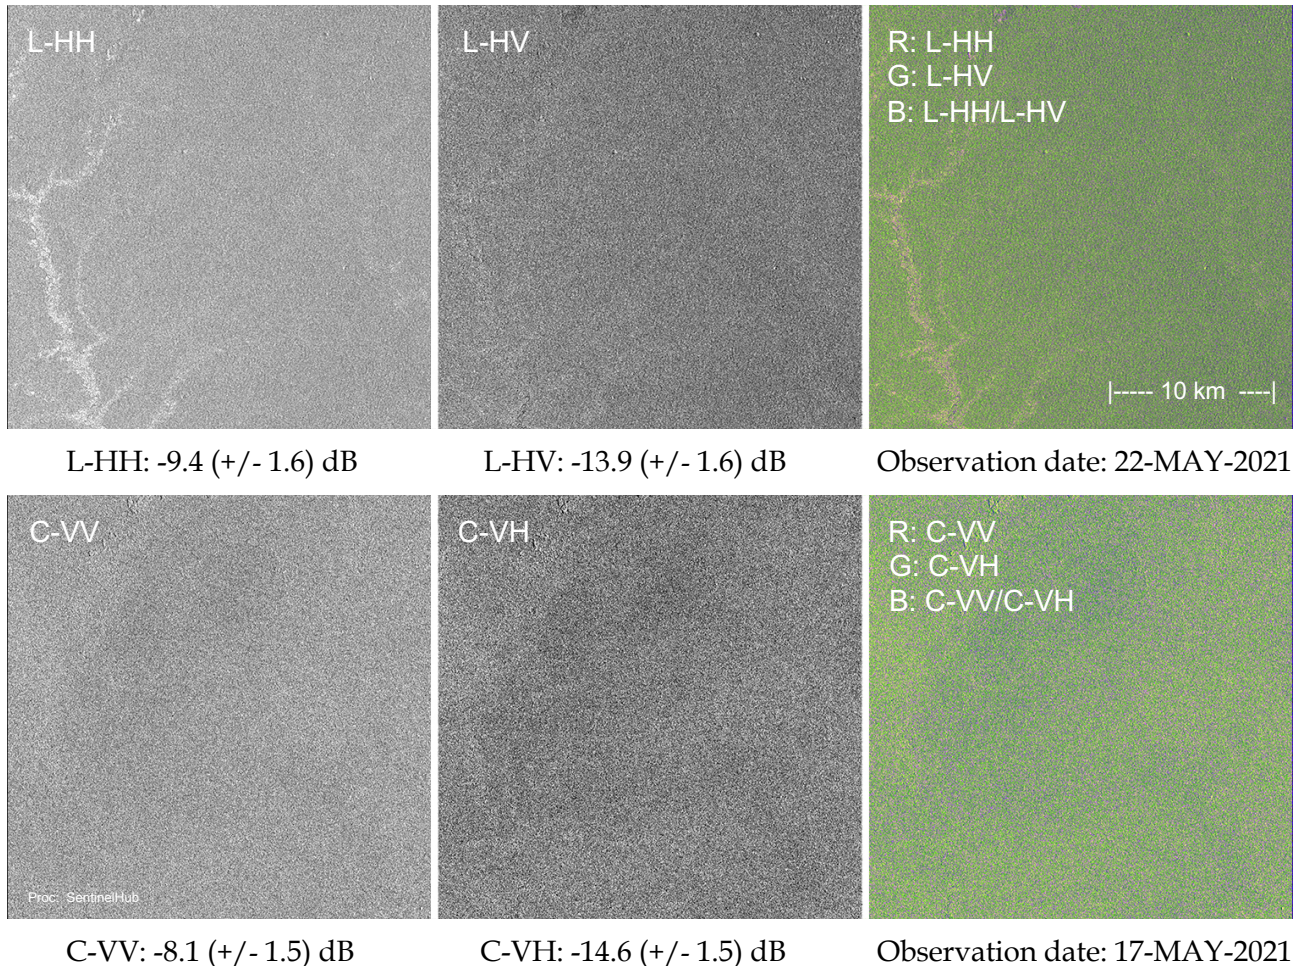 L-HH
L-HV
R: L-HH
G: L-HV
B: L-HH/L-HV
|----- 10 km ----|
L-HH: -9.4 (+/- 1.6) dB
L-HV: -13.9 (+/- 1.6) dB
Observation date: 22-MAY-2021
C-VV
C-VH
R: C-VV
G: C-VH
B: C-VV/C-VH
Proc: SentinelHub
C-VV: -8.1 (+/- 1.5) dB
C-VH: -14.6 (+/- 1.5) dB
Observation date: 17-MAY-2021